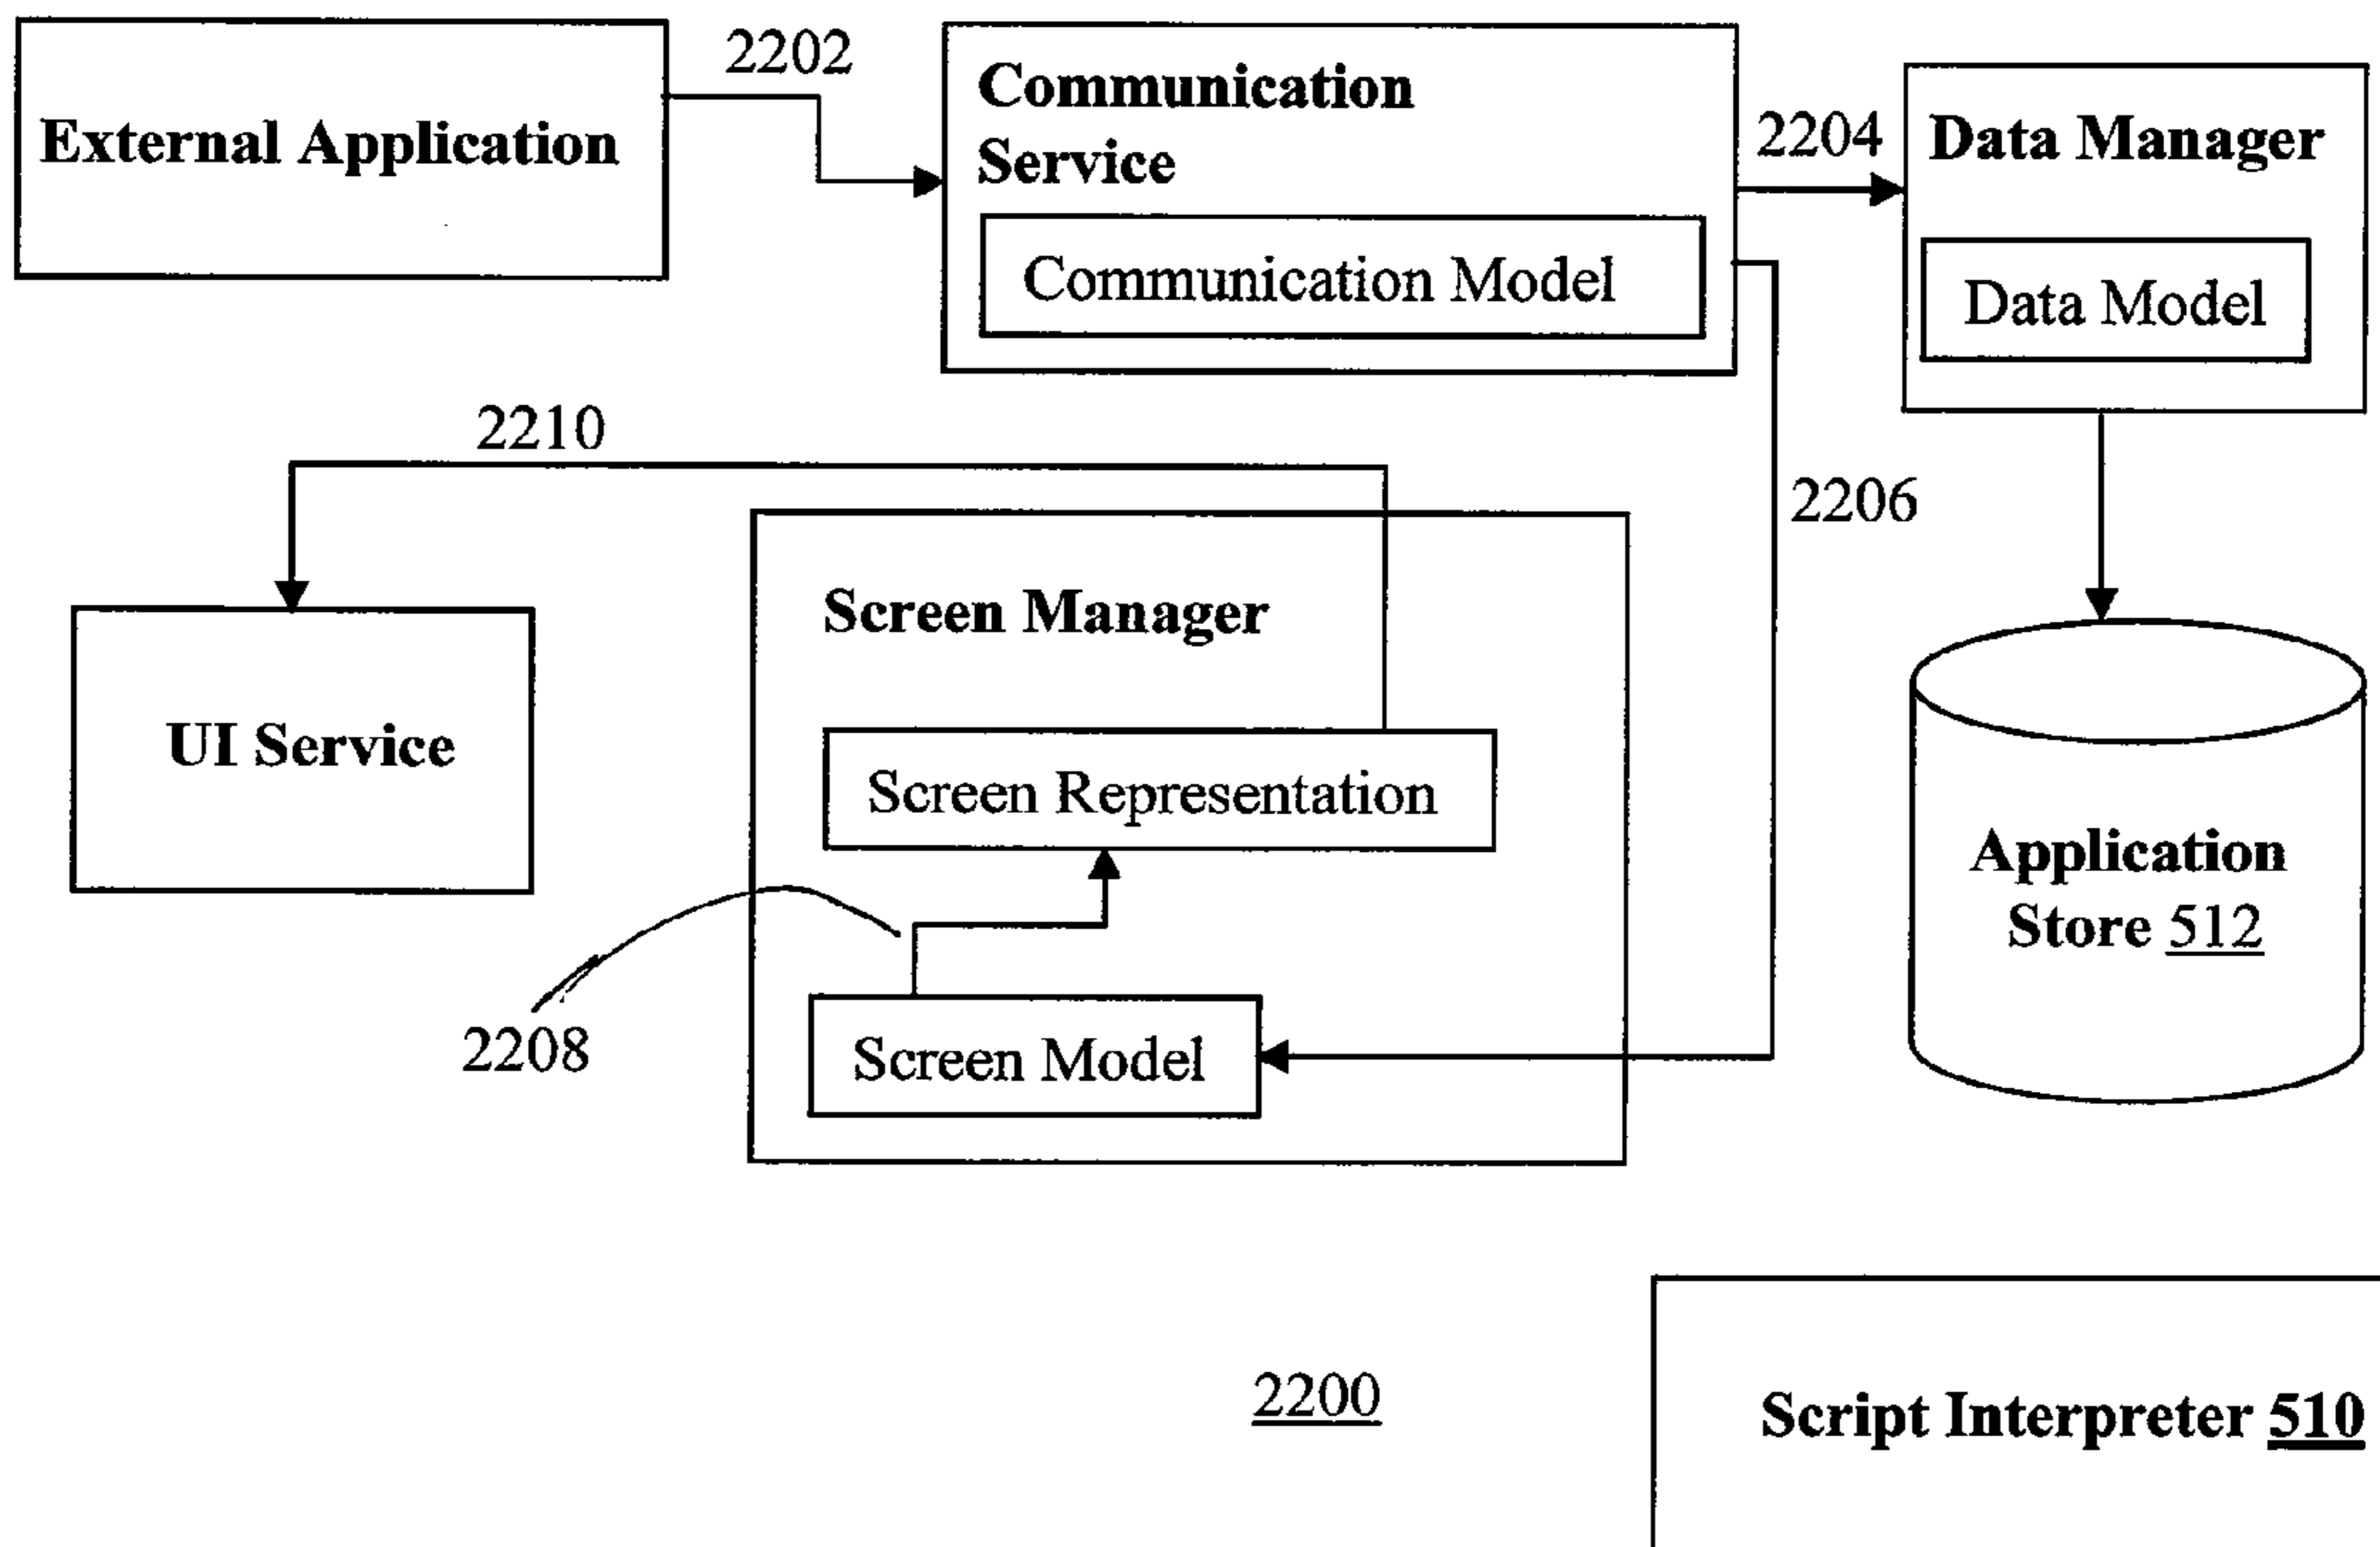 External Application
2202
Communication
Service
Communication Model
2204
Data Manager
Data Model
2210
2206
Screen Manager
UI Service
Screen Representation
Application
Store 512
2208
Screen Model
2200
Script Interpreter 510